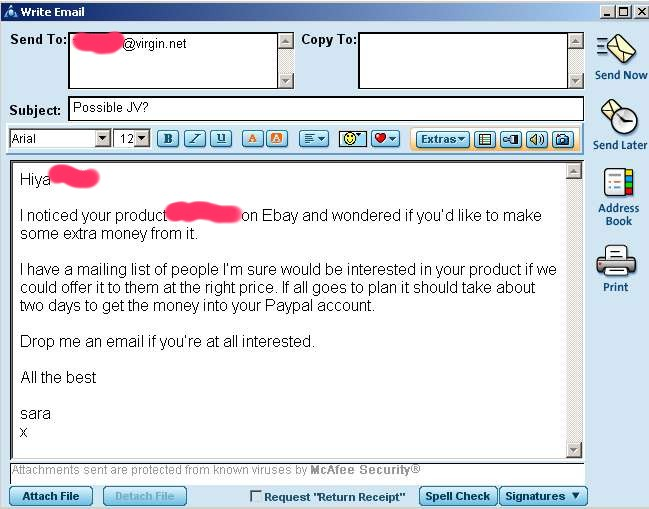 Write Email
Send To:
@virgin.net
Copy To:
Send Now
Subject:
Possible JV?
Send Later
Arial
12
B
I
U
A
A
Extras
Hiya
I noticed your product on Ebay and wondered if you'd like to make
some extra money from it.
I have a mailing list of people I'm sure would be interested in your product if we
could offer it to them at the right price. If all goes to plan it should take about
two days to get the money into your Paypal account.
Drop me an email if you're at all interested.
All the best
sara
x
Address
Book
Print
Attachments sent are protected from known viruses by McAfee Security®
Attach File
Detach File
Request "Return Receipt"
Spell Check
Signatures